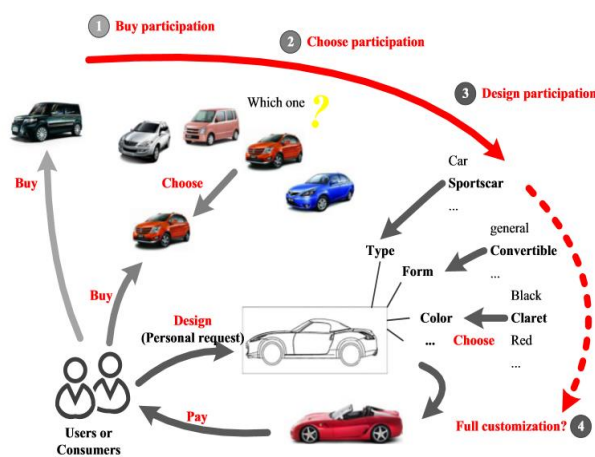 1 Buy participation
2 Choose participation
3 Design participation
Which one ?
Buy
Choose
Buy
Car
Sportscar
...
Type
general
Convertible
...
Form
Black
Claret
Red
...
Color
...
Choose
Design
(Personal request)
Pay
Users or
Consumers
Full customization? 4